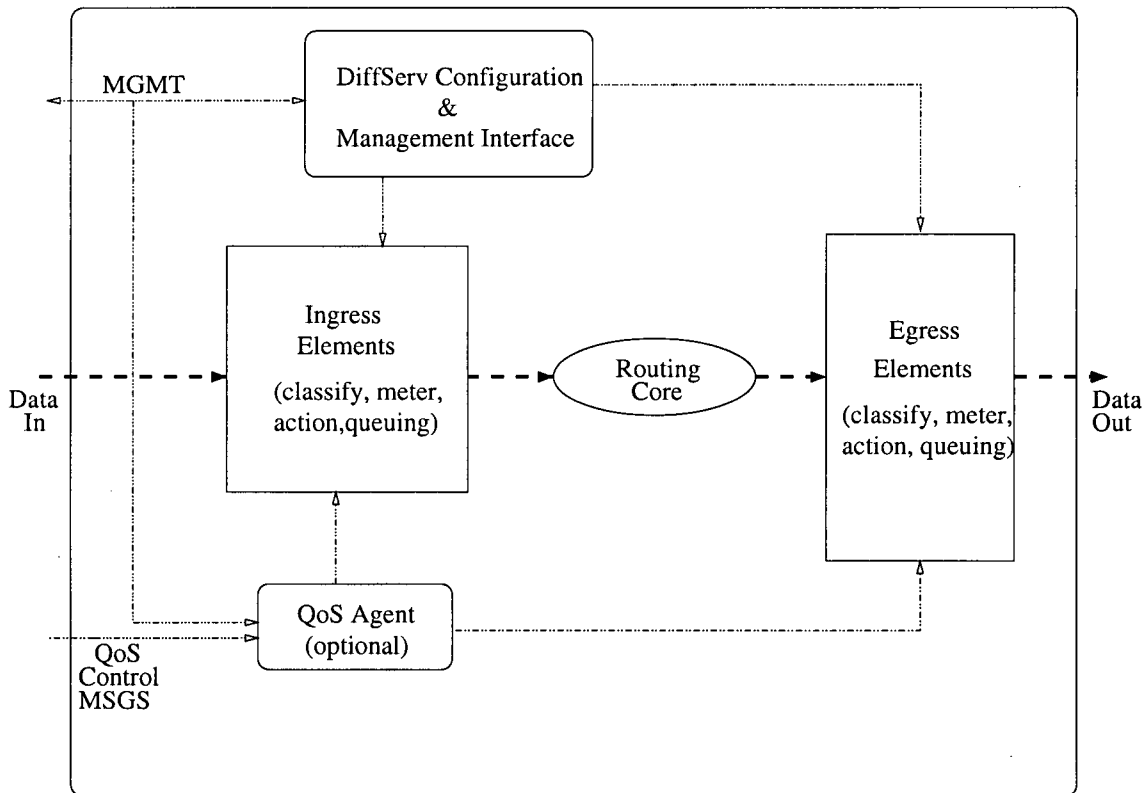 DiffServ Configuration
&
Management Interface
MGMT
Ingress
Elements
(classify, meter,
action,queuing)
Routing
Core
Egress
Elements
(classify, meter,
action, queuing)
Data
In
Data
Out
QoS Agent
(optional)
QoS
Control
MSGS